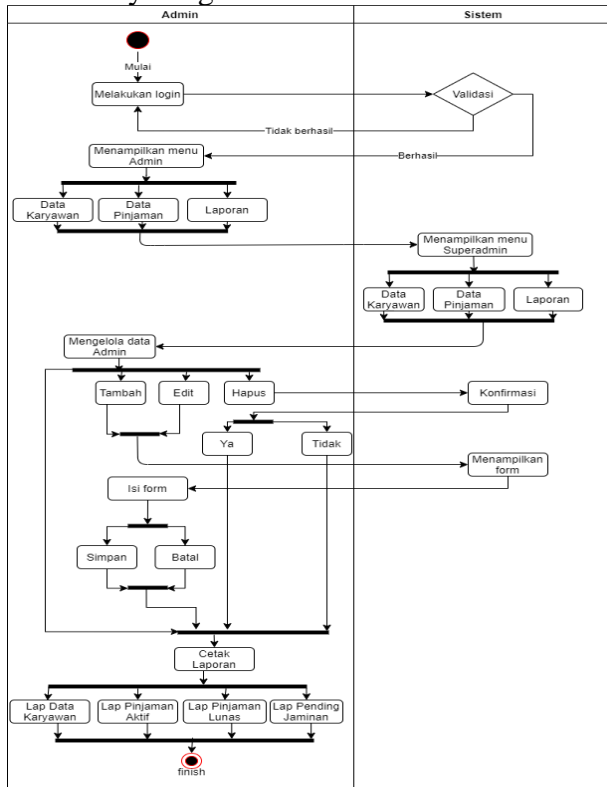 Admin
Sistem
Mulai
Melakukan login
Validasi
Tidak berhasil
Berhasil
Menampilkan menu
Admin
Data
Karyawan
Data
Pinjaman
Laporan
Menampilkan menu
Superadmin
Data
Karyawan
Data
Pinjaman
Laporan
Mengelola data
Admin
Tambah
Edit
Hapus
Konfirmasi
Ya
Tidak
Menampilkan
form
Isi form
Simpan
Batal
Cetak
Laporan
Lap Data
Karyawan
Lap Pinjaman
Aktif
Lap Pinjaman
Lunas
Lap Pending
Jaminan
finish